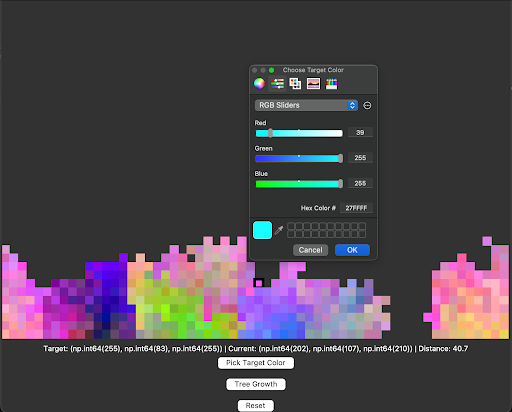 Choose Target Color
RGB Sliders
Red
39
Green
255
Blue
255
Hex Color # 27FFFF
Cancel OK
Target: (np.int64(255), np.int64(83), np.int64(255)) | Current: (np.int64(202), np.int64(107), np.int64(210)) | Distance: 40.7
Pick Target Color
Tree Growth
Reset